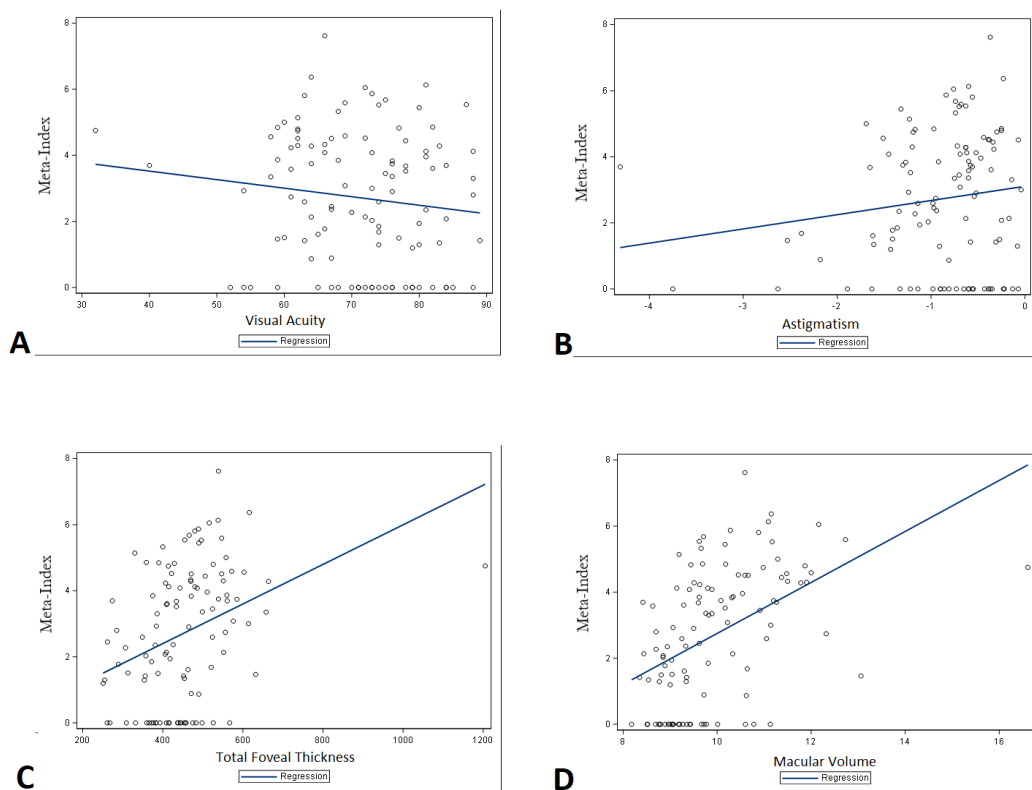 8
6
4
2
0
Meta-Index
30 40 50 60 70 80 90
Visual Acuity
Regression
A
8
6
4
2
0
Meta-Index
-4 -3 -2 -1 0
Astigmatism
Regression
B
8
6
4
2
0
Meta-Index
200 400 600 800 1000 1200
Total Foveal Thickness
Regression
C
8
6
4
2
0
Meta-Index
8 10 12 14 16
Macular Volume
Regression
D